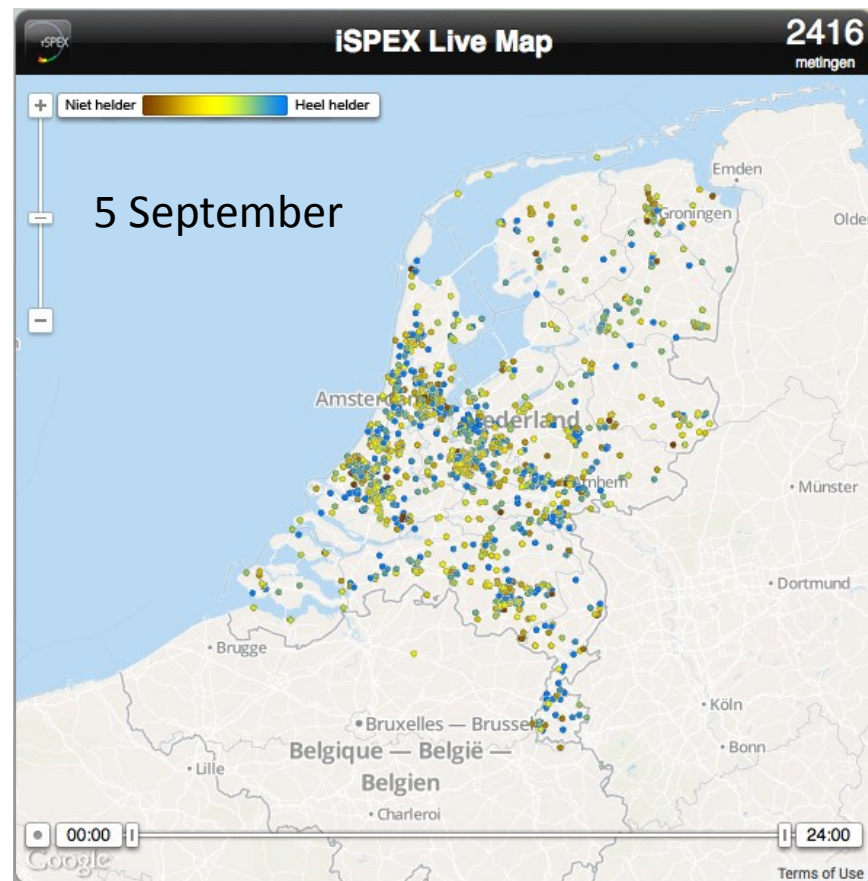 iSPEX
iSPEX Live Map
2416
metingen
+
Niet helder
Heel helder
5 September
−
Emden
Groningen
Amsterdam
Nederland
Arnhem
Münster
Dortmund
Brugge
Köln
Bruxelles — Brussel
Bonn
Belgique — België —
Belgien
Lille
Charleroi
00:00
24:00
Google
Terms of Use